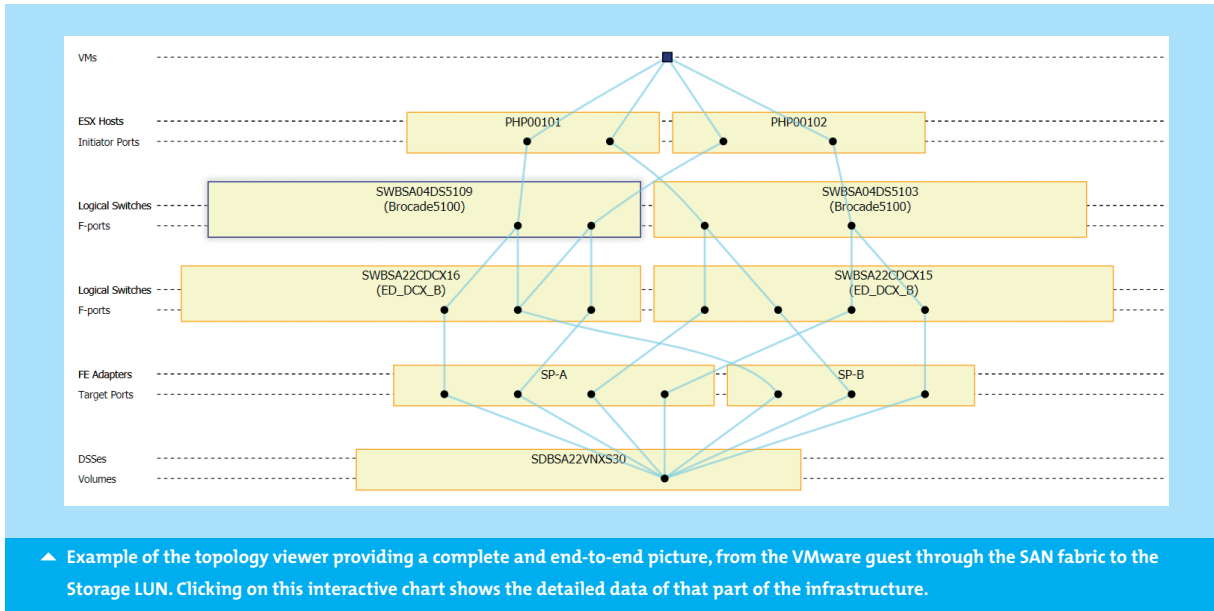 VMs
ESX Hosts
PHP00101
PHP00102
Initiator Ports
SWBSA04DS5109
SWBSA04DS5103
Logical Switches
(Brocade5100)
(Brocade5100)
F-ports
SWBSA22CDCX16
SWBSA22CDCX15
Logical Switches
(ED_DCX_B)
(ED_DCX_B)
F-ports
FE Adapters
SP-A
SP-B
Target Ports
DSSes
SDBSA22VNXS30
Volumes
Example of the topology viewer providing a complete and end-to-end picture, from the VMware guest through the SAN fabric to the
Storage LUN. Clicking on this interactive chart shows the detailed data of that part of the infrastructure.